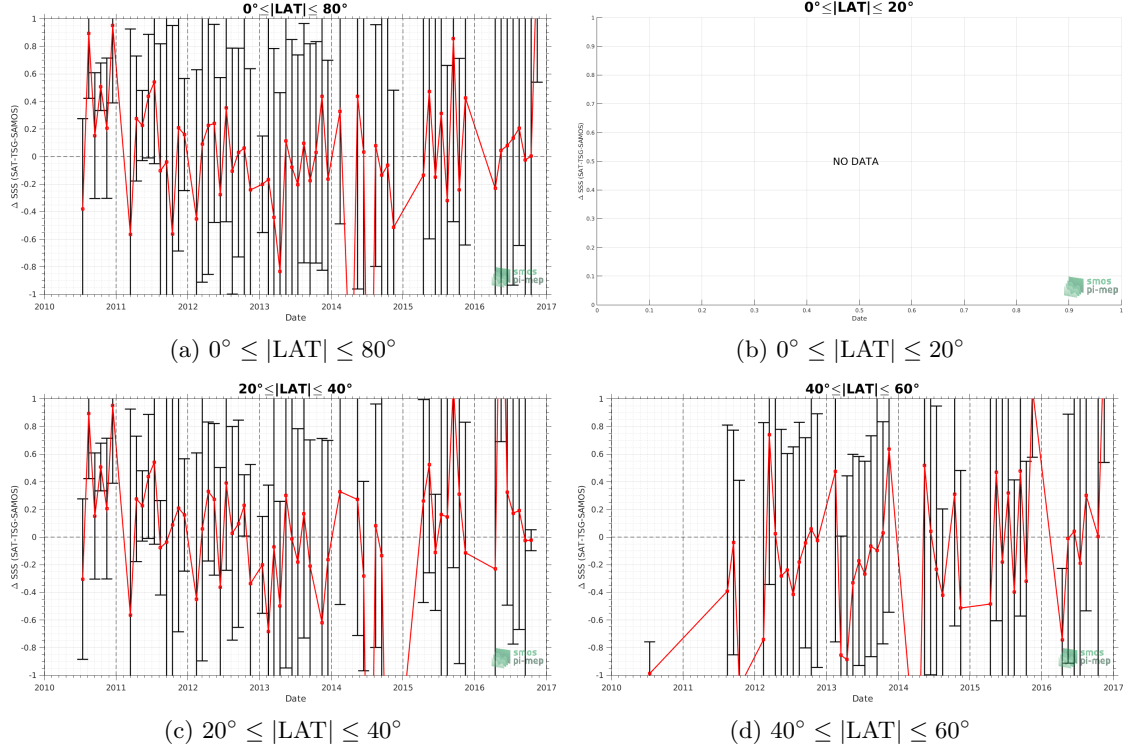 0°≤|LAT|≤ 80°
Δ SSS (SAT-TSG-SAMOS)
1
0.8
0.6
0.4
0.2
0
-0.2
-0.4
-0.6
-0.8
-1
2010 2011 2012 2013 2014 2015 2016 2017
Date
smos
pi-mep
(a) 0° ≤ |LAT| ≤ 80°
0°≤|LAT|≤ 20°
Δ SSS (SAT-TSG-SAMOS)
1
0.9
0.8
0.7
0.6
0.5
0.4
0.3
0.2
0.1
0
NO DATA
0 0.1 0.2 0.3 0.4 0.5 0.6 0.7 0.8 0.9 1
Date
smos
pi-mep
(b) 0° ≤ |LAT| ≤ 20°
20°≤|LAT|≤ 40°
Δ SSS (SAT-TSG-SAMOS)
1
0.8
0.6
0.4
0.2
0
-0.2
-0.4
-0.6
-0.8
-1
2010 2011 2012 2013 2014 2015 2016 2017
Date
smos
pi-mep
(c) 20° ≤ |LAT| ≤ 40°
40°≤|LAT|≤ 60°
Δ SSS (SAT-TSG-SAMOS)
1
0.8
0.6
0.4
0.2
0
-0.2
-0.4
-0.6
-0.8
-1
2010 2011 2012 2013 2014 2015 2016 2017
Date
smos
pi-mep
(d) 40° ≤ |LAT| ≤ 60°